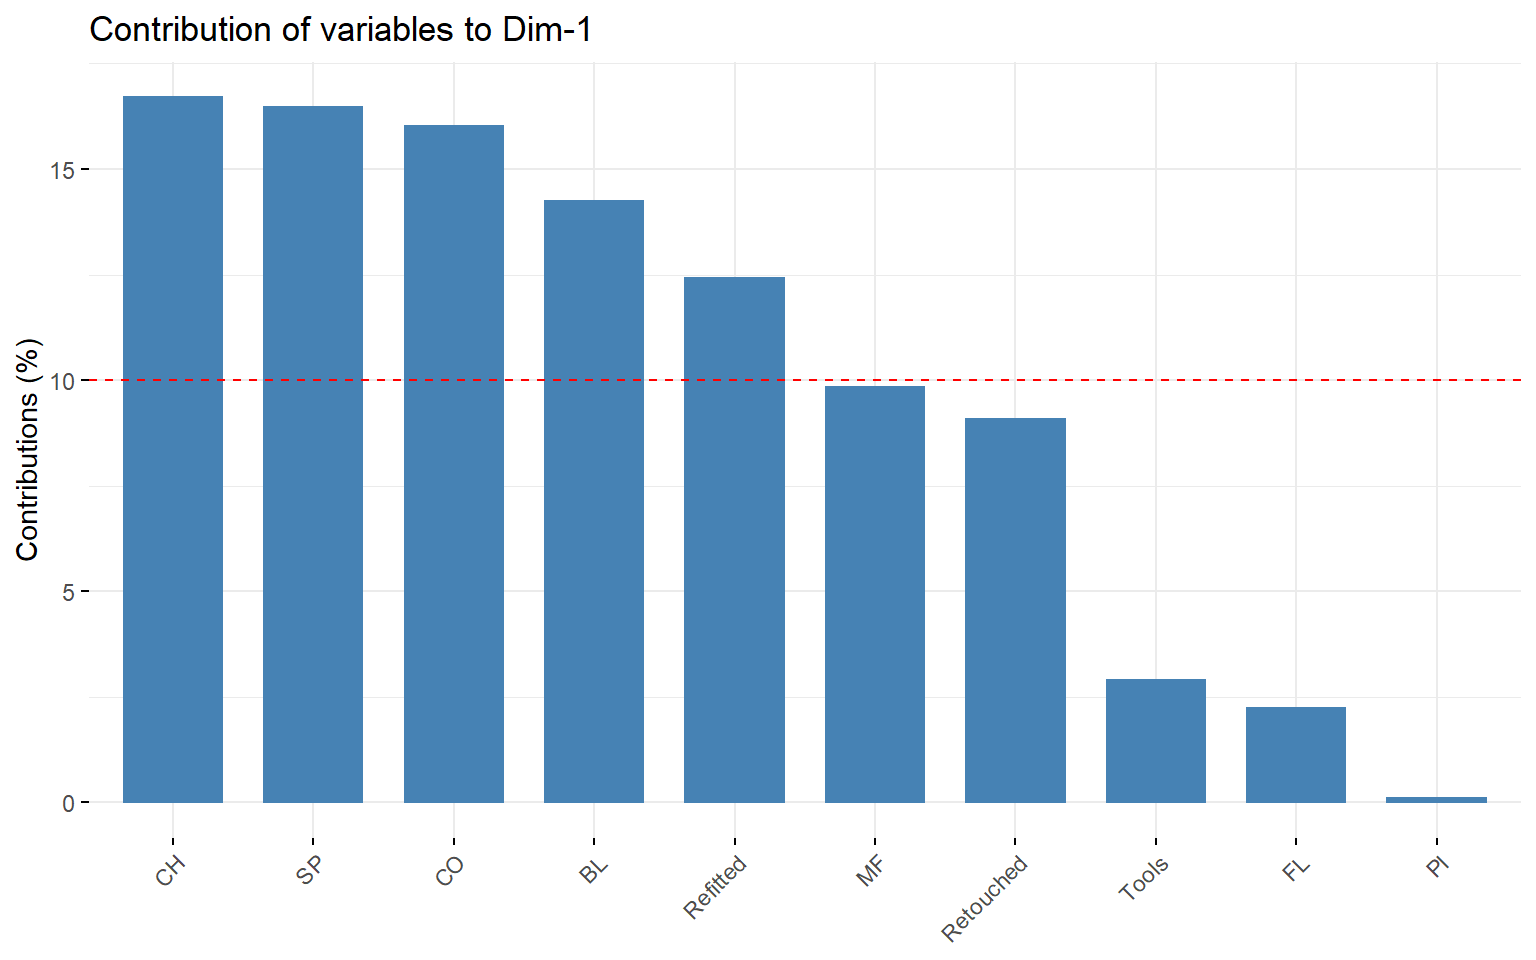 Contribution of variables to Dim-1
Contributions (%)
15
10
5
0
CH
SP
CO
BL
Refitted
MF
Retouched
Tools
FL
PI